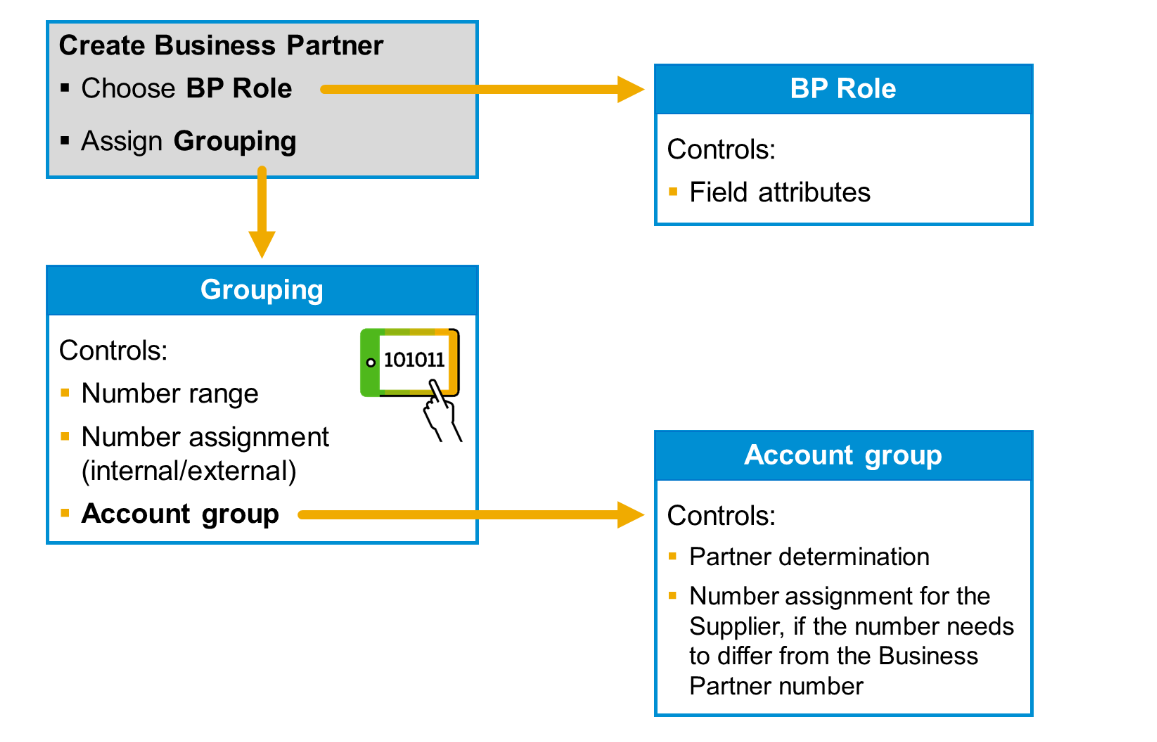 Create Business Partner
▪ Choose BP Role
▪ Assign Grouping
BP Role
Controls:
▪ Field attributes
Grouping
Controls:
▪ Number range
▪ Number assignment
(internal/external)
▪ Account group
101011
Account group
Controls:
▪ Partner determination
▪ Number assignment for the
Supplier, if the number needs
to differ from the Business
Partner number